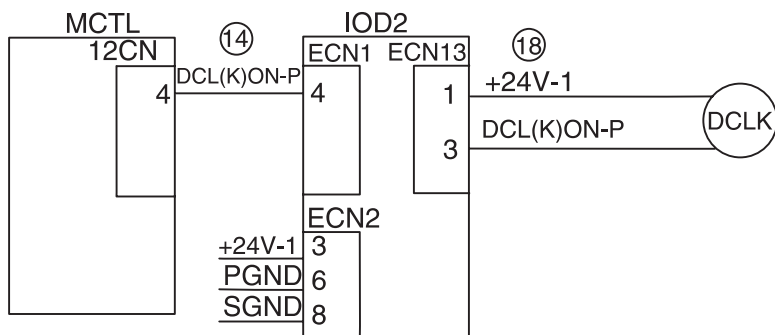 MCTL
IOD2
12CN
14
ECN1
ECN13
18
DCL(K)ON-P
+24V-1
4
4
1
DCLK
DCL(K)ON-P
3
ECN2
+24V-1
3
PGND
6
SGND
8